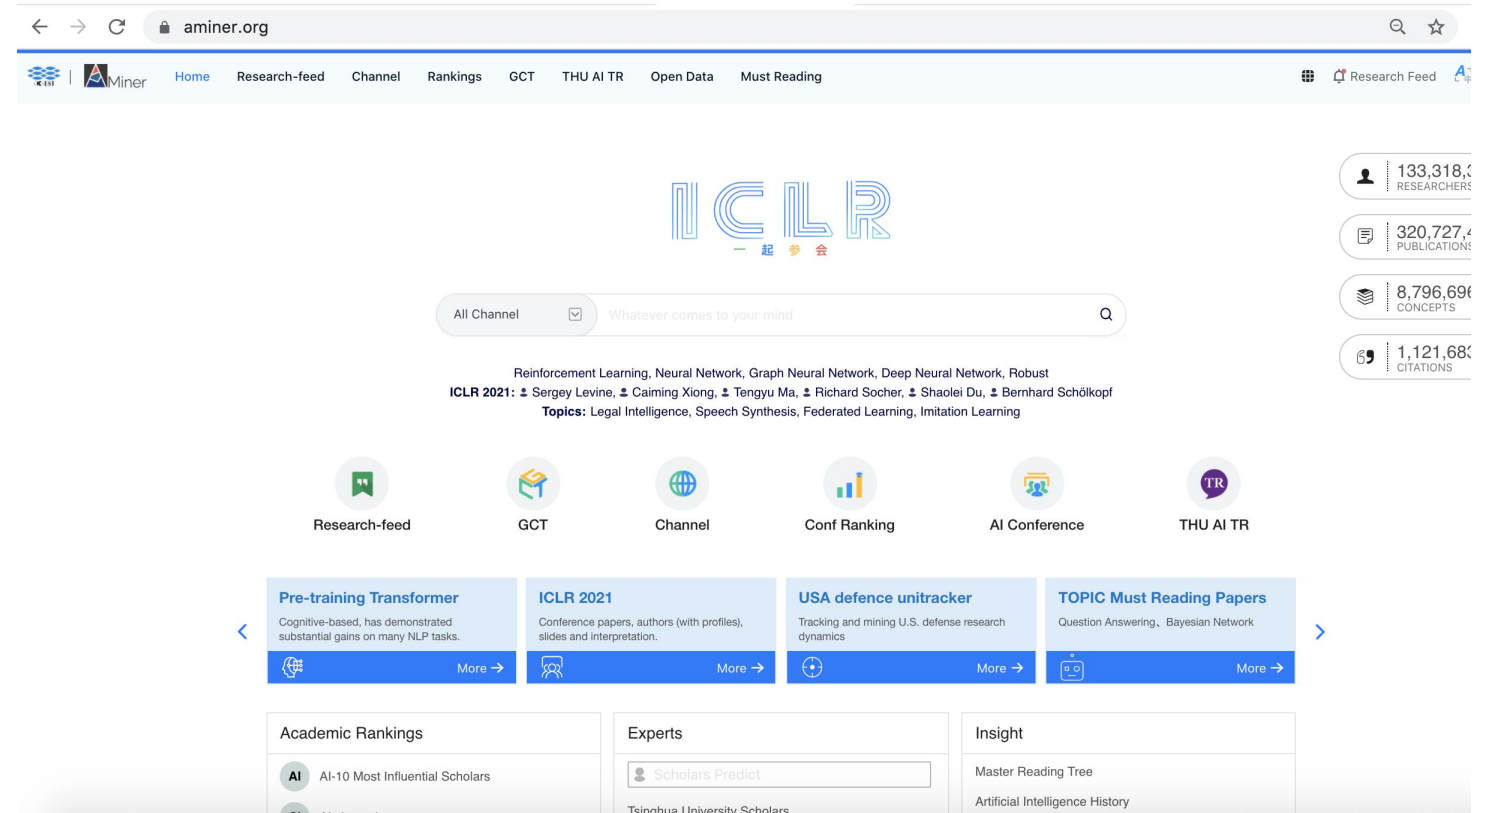 aminer.org
K-EST | AMiner Home Research-feed Channel Rankings GCT THU AI TR Open Data Must Reading Research Feed
133,318,
RESEARCHERS
320,727,
PUBLICATIONS
8,796,696
CONCEPTS
1,121,683
CITATIONS
ICLR
一起参会
All Channel Whatever comes to your mind
Reinforcement Learning, Neural Network, Graph Neural Network, Deep Neural Network, Robust
ICLR 2021: Sergey Levine, Caiming Xiong, Tengyu Ma, Richard Socher, Shaolei Du, Bernhard Schölkopf
Topics: Legal Intelligence, Speech Synthesis, Federated Learning, Imitation Learning
TR
Research-feed GCT Channel Conf Ranking AI Conference THU AI TR
Pre-training Transformer
Cognitive-based, has demonstrated
substantial gains on many NLP tasks.
More →
ICLR 2021
Conference papers, authors (with profiles),
slides and interpretation.
More →
USA defence unitracker
Tracking and mining U.S. defense research
dynamics
More →
TOPIC Must Reading Papers
Question Answering、Bayesian Network
More →
Academic Rankings
AI AI-10 Most Influential Scholars
Experts
Scholars Predict
Tsinghua University Scholars
Insight
Master Reading Tree
Artificial Intelligence History